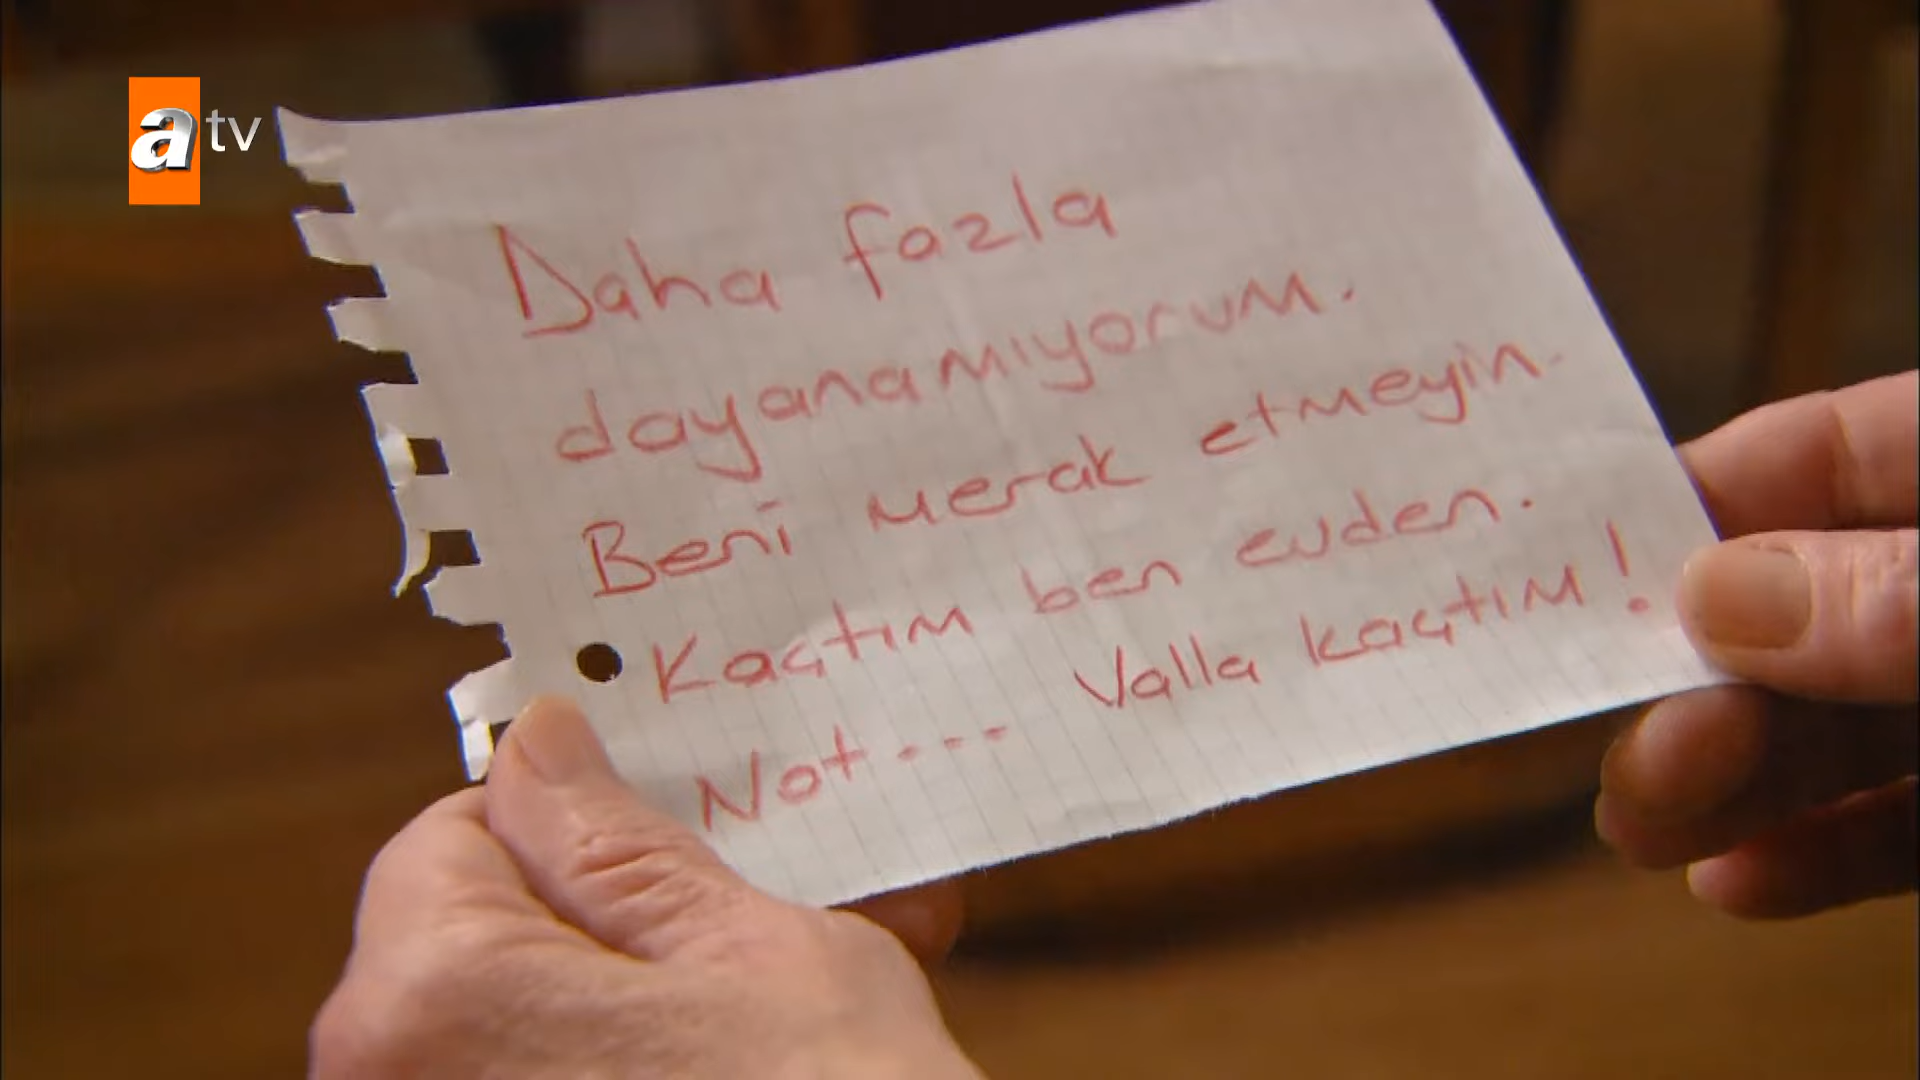 atv
Daha fazla
dayanamıyorum.
Beni merak etmeyin.
Kaçtım ben evden.
Not... Valla kaçtım!